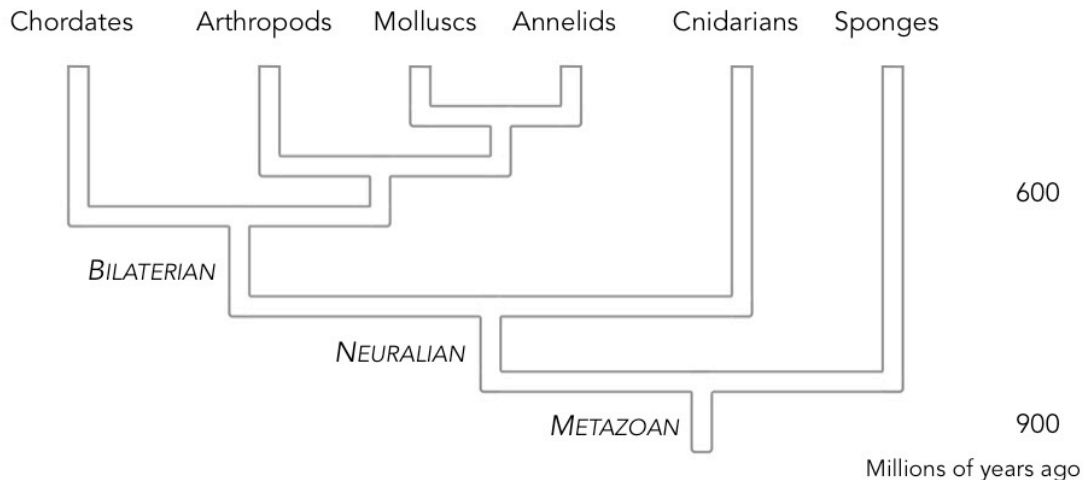 Chordates Arthropods Molluscs Annelids Cnidarians Sponges
600
BILATERIAN
NEURALIAN
METAZOAN
900
Millions of years ago